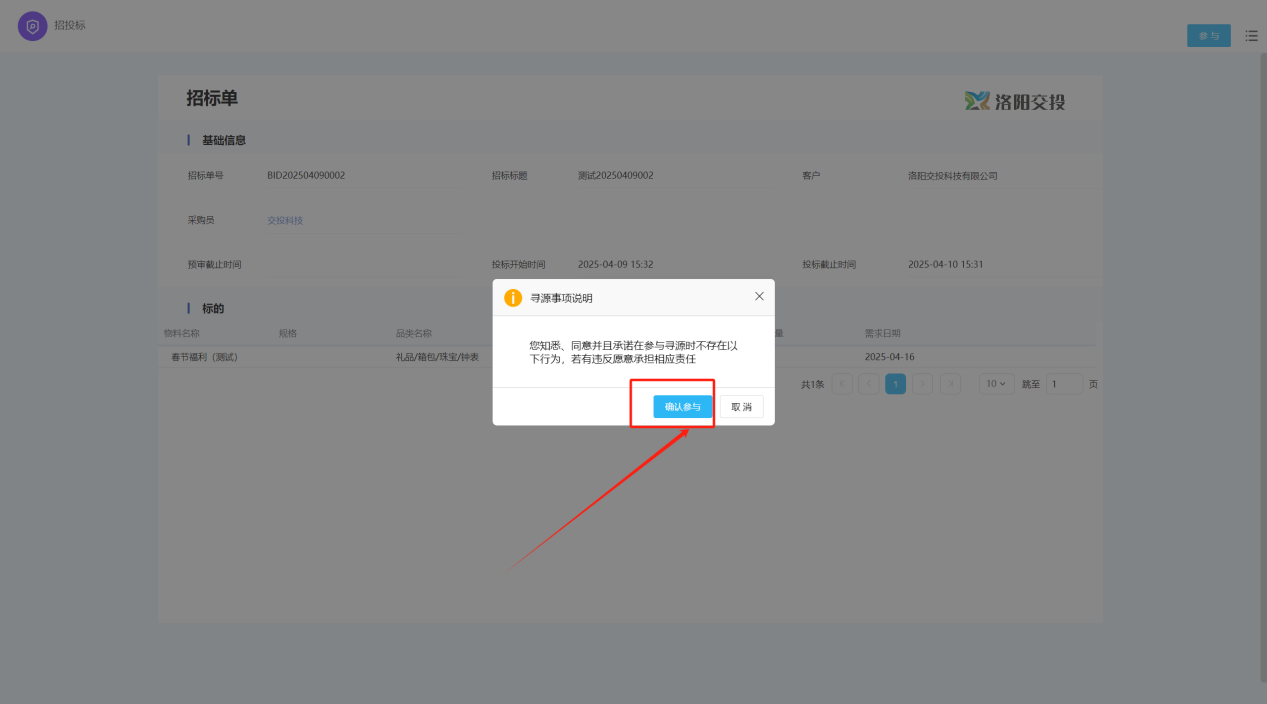 招投标
参与
招标单
洛阳交投
基础信息
招标单号 BID202504090002 招标标题 测试20250409002 客户 洛阳交投科技有限公司
采购员 交投科技
预审截止时间 投标开始时间 2025-04-09 15:32 投标截止时间 2025-04-10 15:31
寻源事项说明
标的
物料名称 规格 品类名称 量 需求日期
您知悉、同意并且承诺在参与寻源时不存在以
下行为，若有违反愿意承担相应责任
春节福利（测试） 礼品/箱包/珠宝/钟表 2025-04-16
共1条 1 10 跳至 1 页
确认参与 取消